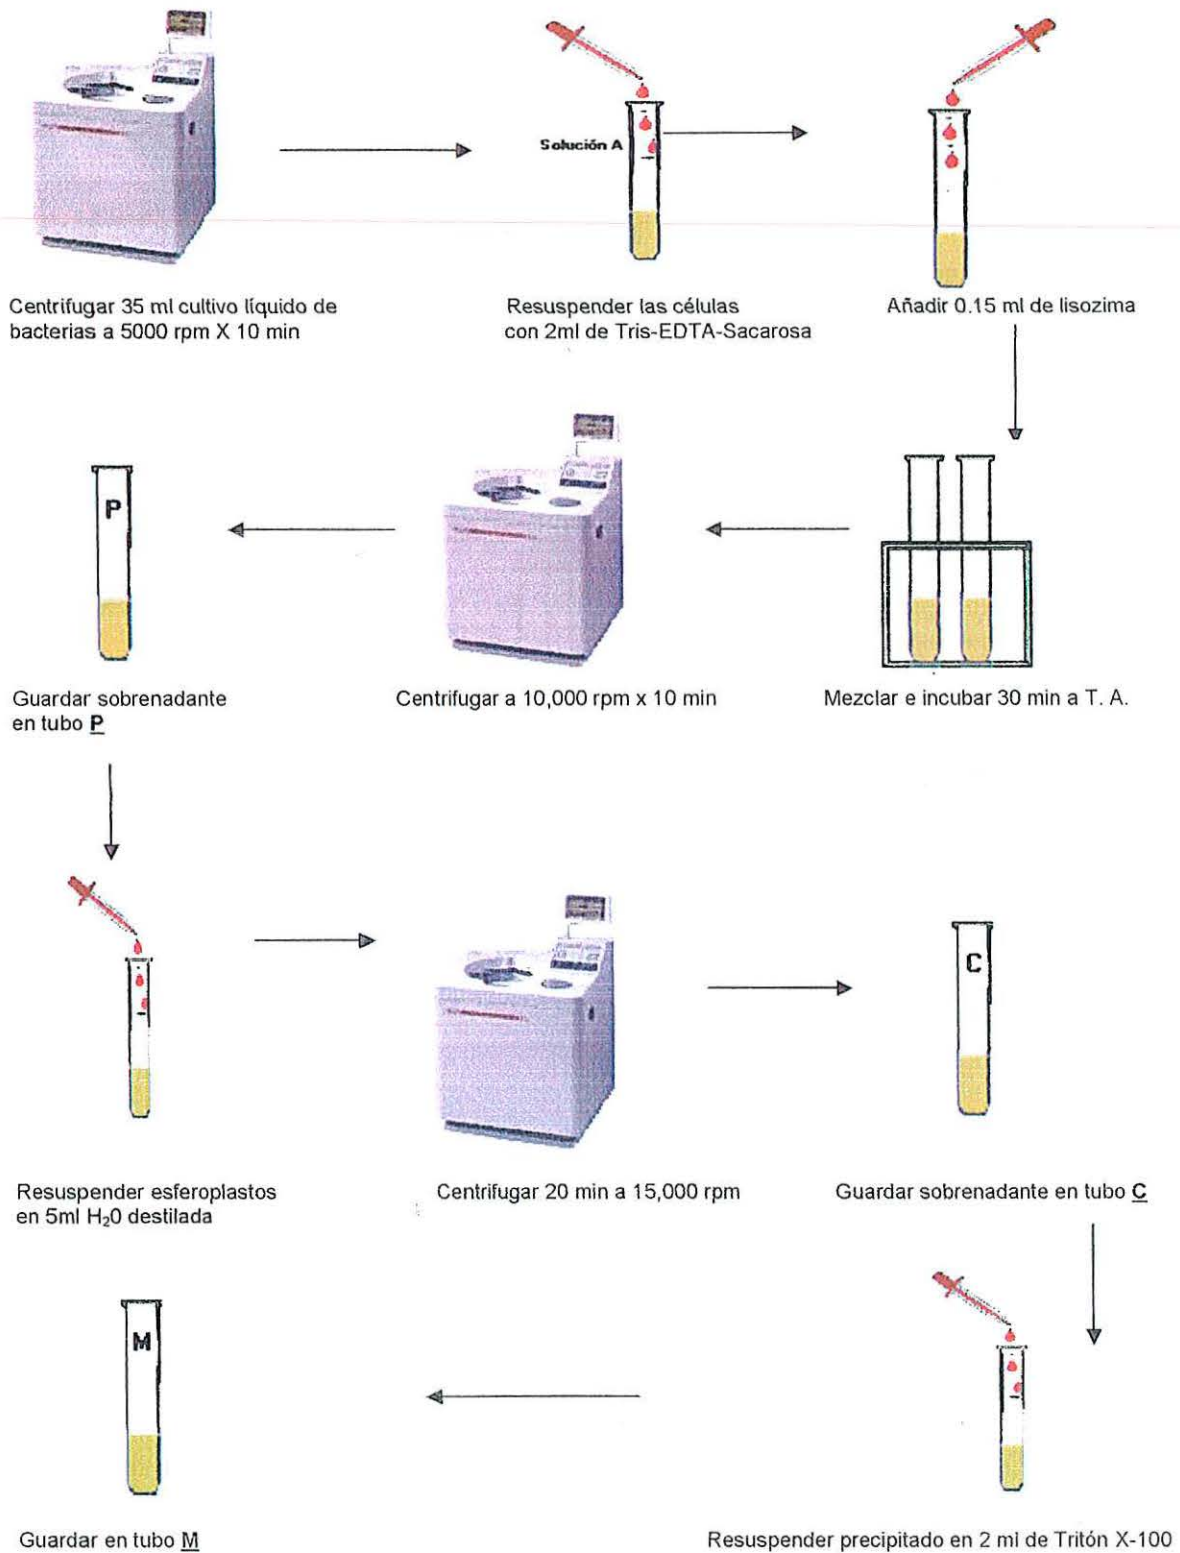 Solución A
Centrifugar 35 ml cultivo líquido de
bacterias a 5000 rpm X 10 min
Resuspender las células
con 2ml de Tris-EDTA-Sacarosa
Añadir 0.15 ml de lisozima
P
Guardar sobrenadante
en tubo P
Centrifugar a 10,000 rpm x 10 min
Mezclar e incubar 30 min a T. A.
C
Resuspender esferoplastos
en 5ml H₂0 destilada
Centrifugar 20 min a 15,000 rpm
Guardar sobrenadante en tubo C
M
Guardar en tubo M
Resuspender precipitado en 2 ml de Tritón X-100